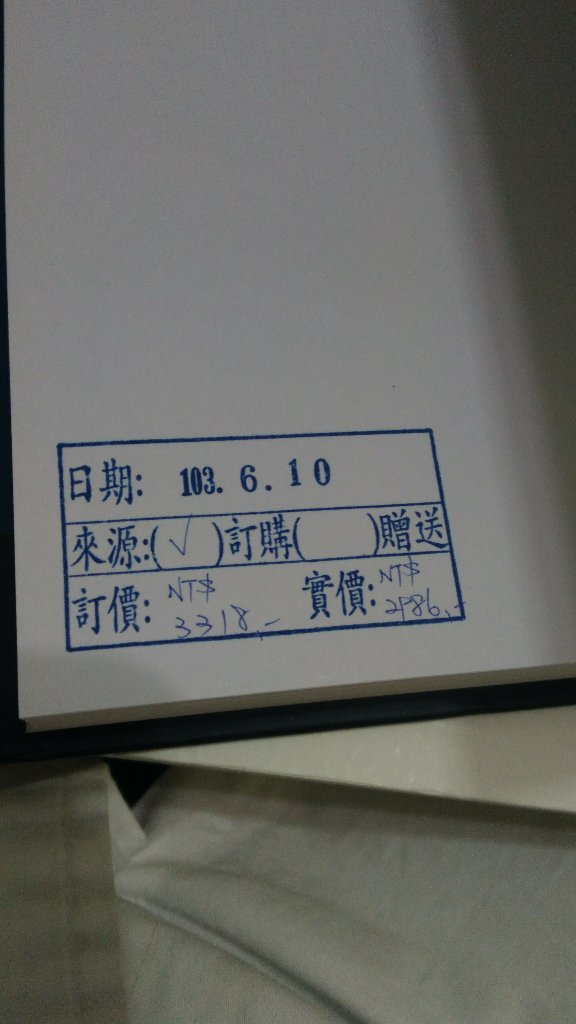 日期: 103.6.10
來源:(√)訂購( )贈送
訂價: NT$ 3318.- 實價: NT$ 2986.-